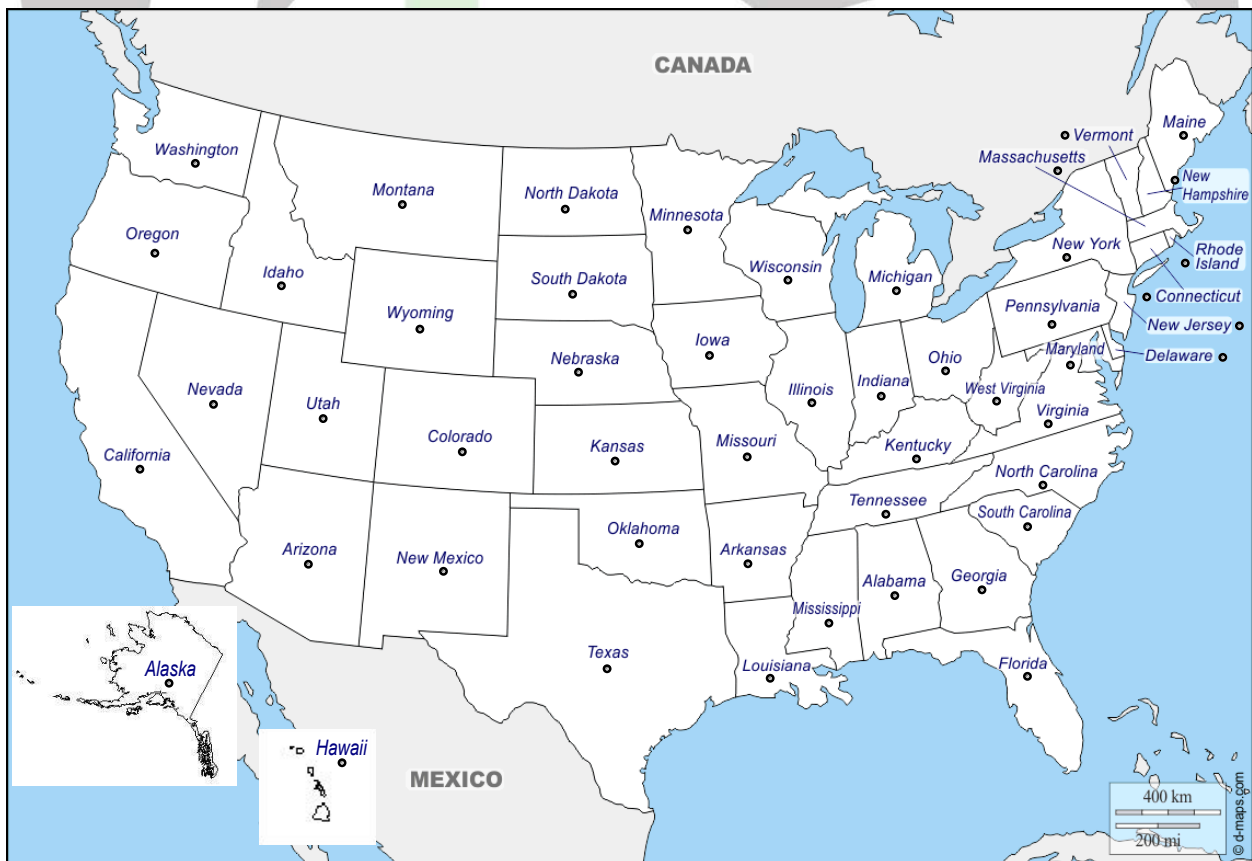 CANADA
Maine
Vermont
Washington
Massachusetts
New
Hampshire
Montana
North Dakota
Minnesota
Oregon
New York
Rhode
Island
Idaho
South Dakota
Wisconsin
Michigan
Connecticut
Wyoming
Pennsylvania
New Jersey
Iowa
Nebraska
Ohio
Maryland
Delaware
Nevada
Utah
Illinois
Indiana
West Virginia
Virginia
Colorado
Kansas
Missouri
Kentucky
California
North Carolina
Tennessee
South Carolina
Oklahoma
Arizona
New Mexico
Arkansas
Alabama
Georgia
Mississippi
Texas
Louisiana
Florida
Alaska
Hawaii
MEXICO
400 km
200 mi
© d-maps.com